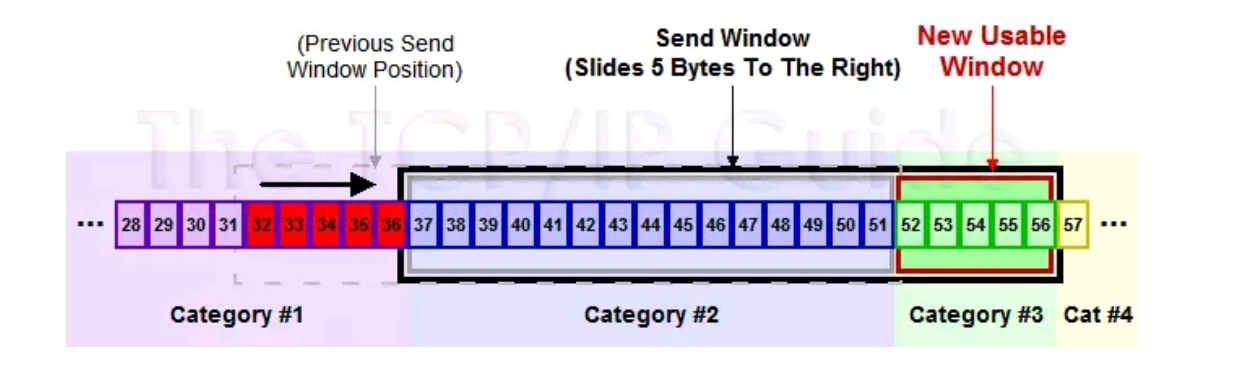 (Previous Send
Window Position)
Send Window
(Slides 5 Bytes To The Right)
New Usable
Window
The TCP/IP Guide
... 28 29 30 31 32 33 34 35 36 37 38 39 40 41 42 43 44 45 46 47 48 49 50 51 52 53 54 55 56 57 ...
Category #1
Category #2
Category #3
Cat #4